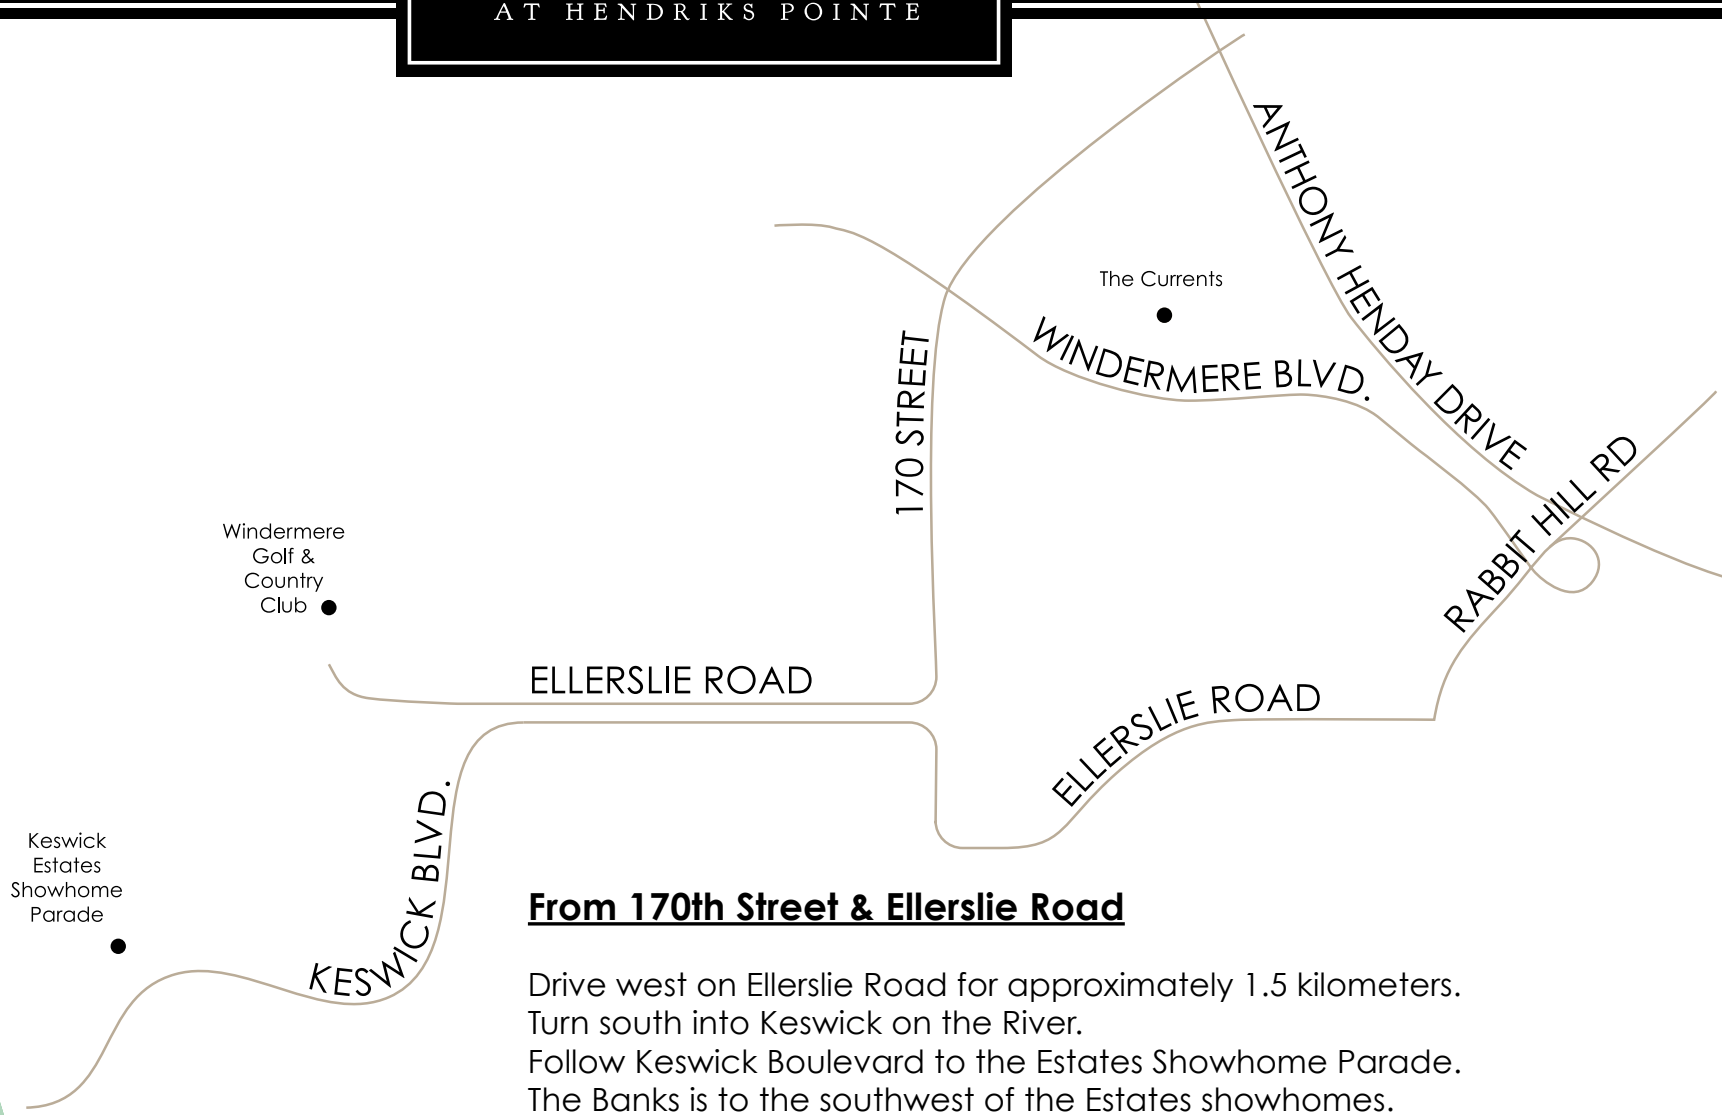 AT HENDRIKS POINTE
ANTHONY HENDAY DRIVE
The Currents
WINDERMERE BLVD.
170 STREET
RABBIT HILL RD
Windermere
Golf &
Country
Club
ELLERSLIE ROAD
ELLERSLIE ROAD
KESWICK BLVD.
Keswick
Estates
Showhome
Parade
From 170th Street & Ellerslie Road
Drive west on Ellerslie Road for approximately 1.5 kilometers.
Turn south into Keswick on the River.
Follow Keswick Boulevard to the Estates Showhome Parade.
The Banks is to the southwest of the Estates showhomes.